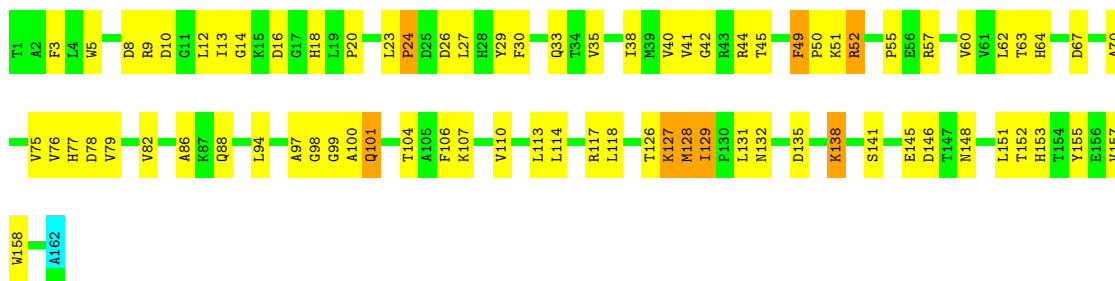 T1 A2 F3 L4 W5 D8 R9 D10 G11 L12 I13 G14 K15 D16 G17 H18 L19 P20 L23 P24 D25 D26 L27 H28 Y29 F30 Q33 T34 V35 I38 M39 V40 V41 G42 R43 R44 T45 F49 P50 K51 R52 P55 E56 R57 V60 V61 L62 T63 H64 D67 A70
V75 V76 H77 D78 V79 V82 A86 K87 Q88 L94 A97 G98 G99 A100 Q101 T104 A105 F106 K107 V110 L113 L114 R117 L118 T126 K127 M128 I129 P130 L131 N132 D135 K138 S141 E145 D146 T147 N148 L151 T152 H153 T154 Y155 E156 V157
W158 A162